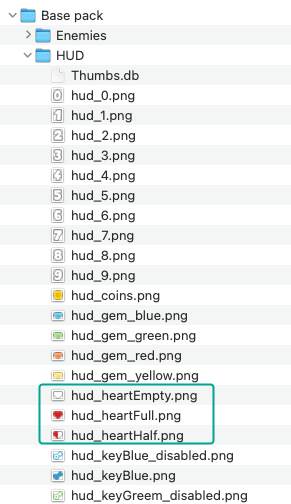 Base pack
Enemies
HUD
Thumbs.db
hud_0.png
hud_1.png
hud_2.png
hud_3.png
hud_4.png
hud_5.png
hud_6.png
hud_7.png
hud_8.png
hud_9.png
hud_coins.png
hud_gem_blue.png
hud_gem_green.png
hud_gem_red.png
hud_gem_yellow.png
hud_heartEmpty.png
hud_heartFull.png
hud_heartHalf.png
hud_keyBlue_disabled.png
hud_keyBlue.png
hud_keyGreem_disabled.png